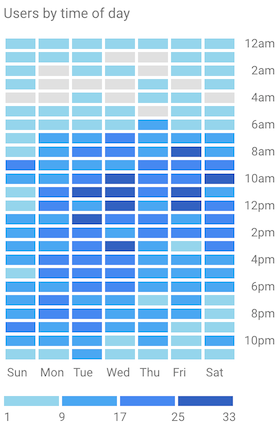 Users by time of day
12am
2am
4am
6am
8am
10am
12pm
2pm
4pm
6pm
8pm
10pm
Sun Mon Tue Wed Thu Fri Sat
1 9 17 25 33